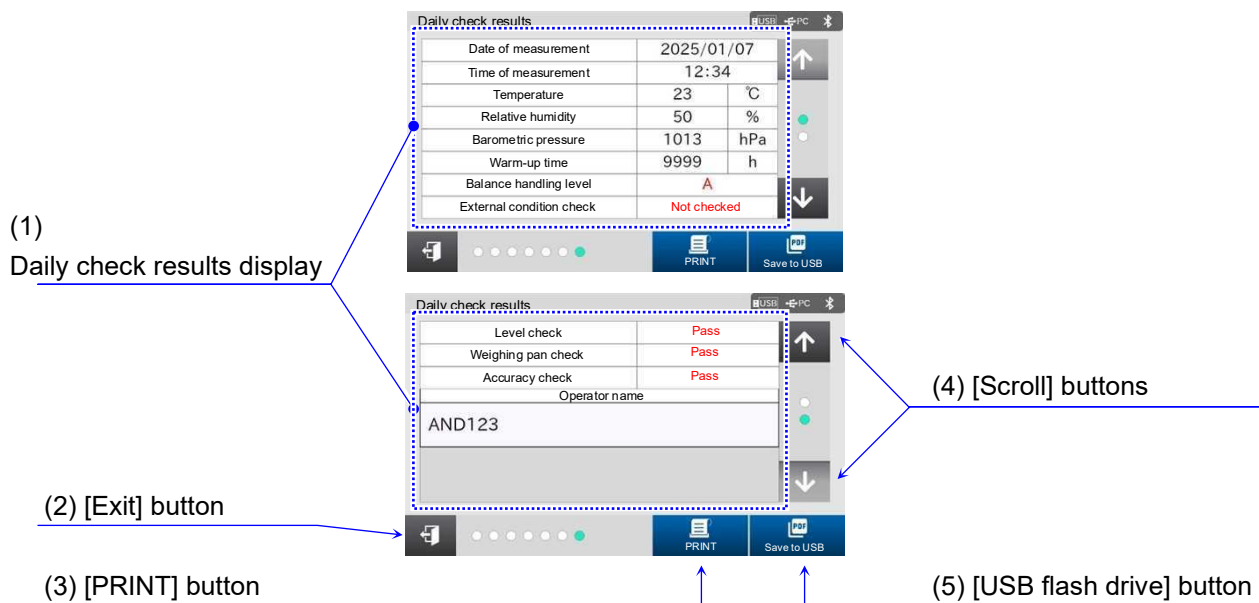 Daily check results
USB PC
Date of measurement 2025/01/07
Time of measurement 12:34
Temperature 23 ℃
Relative humidity 50 %
Barometric pressure 1013 hPa
Warm-up time 9999 h
Balance handling level A
External condition check Not checked
PRINT
PDF
Save to USB
(1)
Daily check results display
Daily check results
USB PC
Level check Pass
Weighing pan check Pass
Accuracy check Pass
Operator name
AND123
PRINT
PDF
Save to USB
(4) [Scroll] buttons
(2) [Exit] button
(3) [PRINT] button
(5) [USB flash drive] button